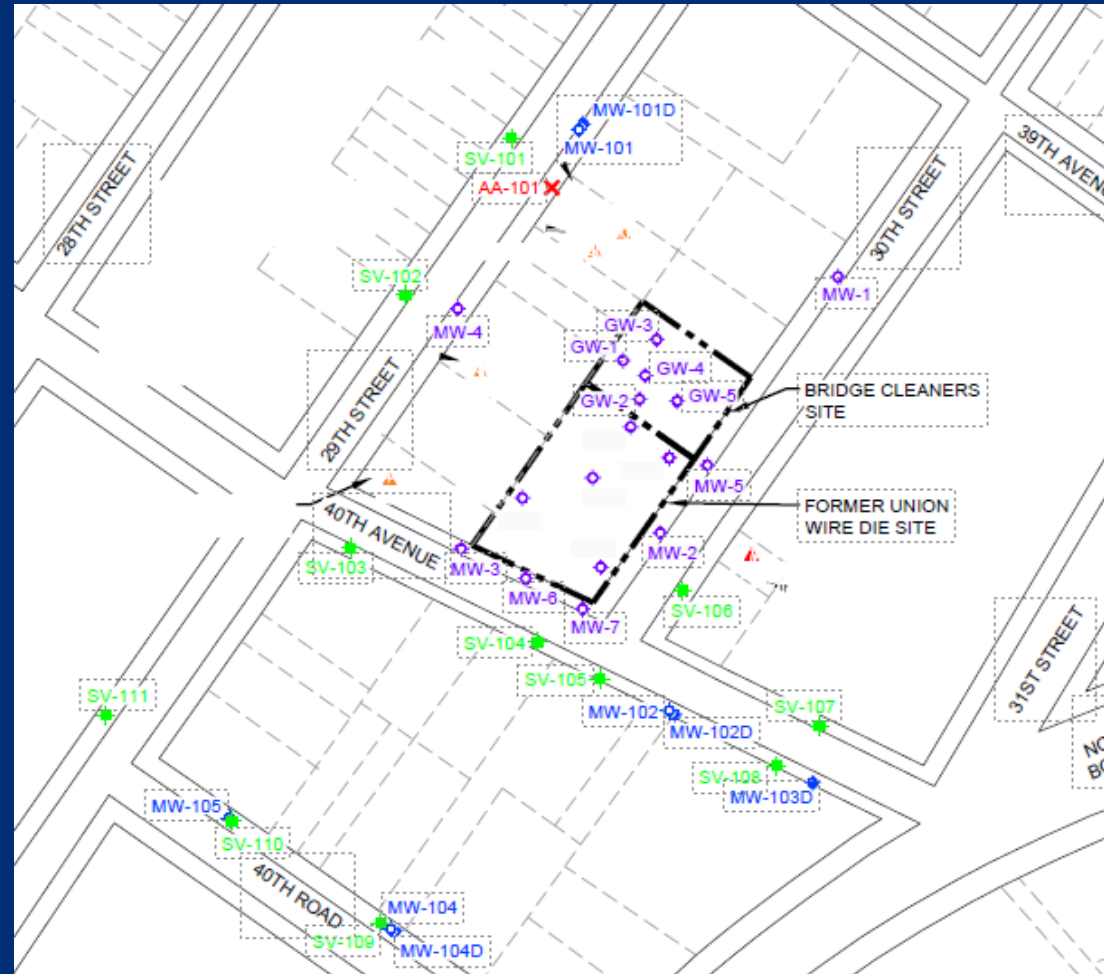 MW-101D
39TH AVENUE
SV-101
MW-101
28TH STREET
AA-101
30TH STREET
SV-102
MW-1
MW-4
GW-3
GW-1
GW-4
BRIDGE CLEANERS
SITE
GW-2
GW-5
29TH STREET
MW-5
FORMER UNION
WIRE DIE SITE
40TH AVENUE
MW-2
SV-103
MW-3
MW-6
SV-106
MW-7
SV-104
31ST STREET
SV-105
SV-111
MW-102
SV-107
MW-102D
SV-108
MW-103D
MW-105
SV-110
40TH ROAD
MW-104
SV-109
MW-104D